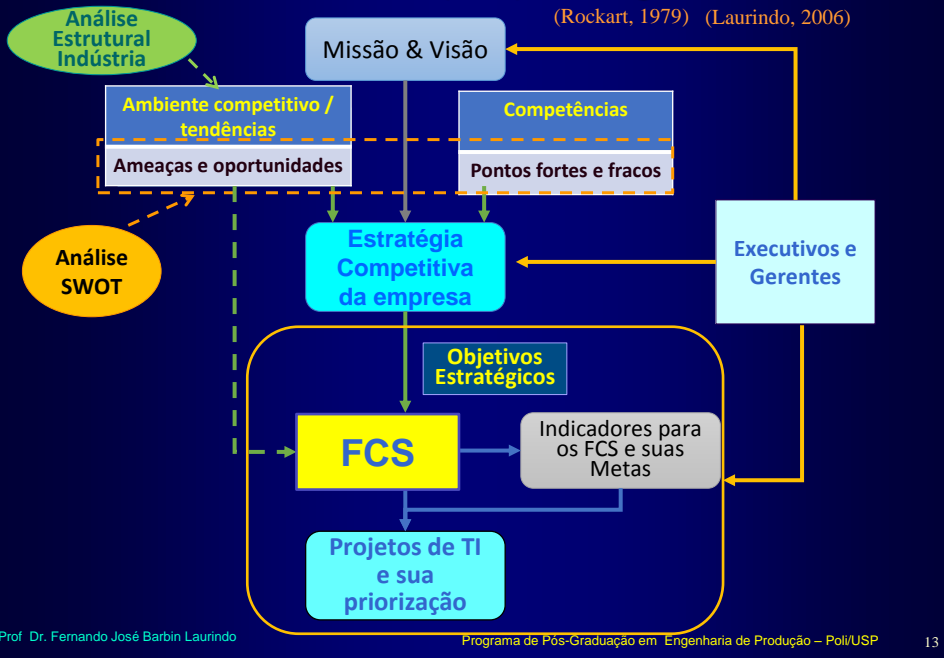 Análise
Estrutural
Indústria
(Rockart, 1979) (Laurindo, 2006)
Missão & Visão
Ambiente competitivo /
tendências
Ameaças e oportunidades
Competências
Pontos fortes e fracos
Análise
SWOT
Estratégia
Competitiva
da empresa
Executivos e
Gerentes
Objetivos
Estratégicos
FCS
Indicadores para
os FCS e suas
Metas
Projetos de TI
e sua
priorização
Prof Dr. Fernando José Barbin Laurindo
Programa de Pós-Graduação em Engenharia de Produção – Poli/USP
13